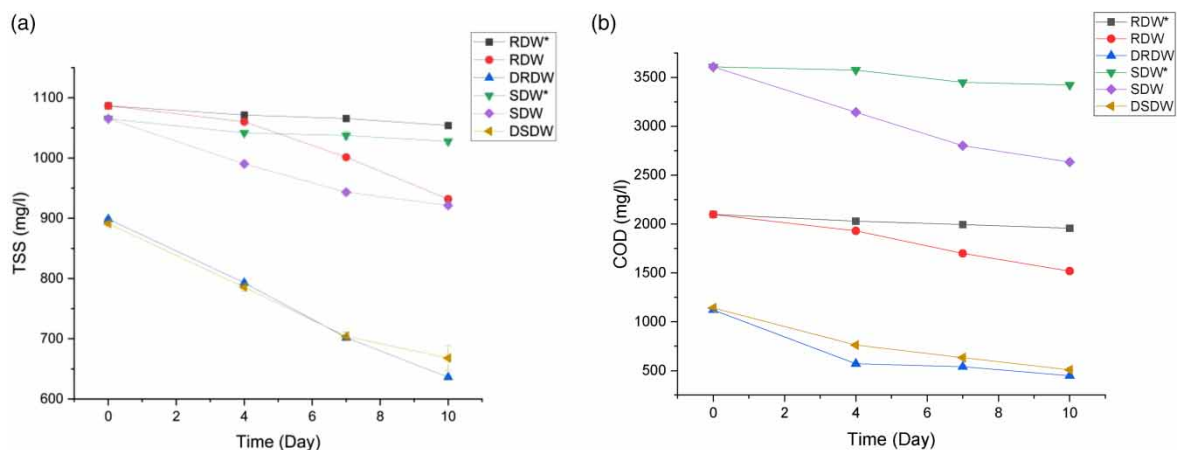 (a)
RDW*
RDW
DRDW
SDW*
SDW
DSDW
1100
1000
900
800
700
600
TSS (mg/l)
0 2 4 6 8 10
Time (Day)
(b)
RDW*
RDW
DRDW
SDW*
SDW
DSDW
3500
3000
2500
2000
1500
1000
500
COD (mg/l)
0 2 4 6 8 10
Time (Day)